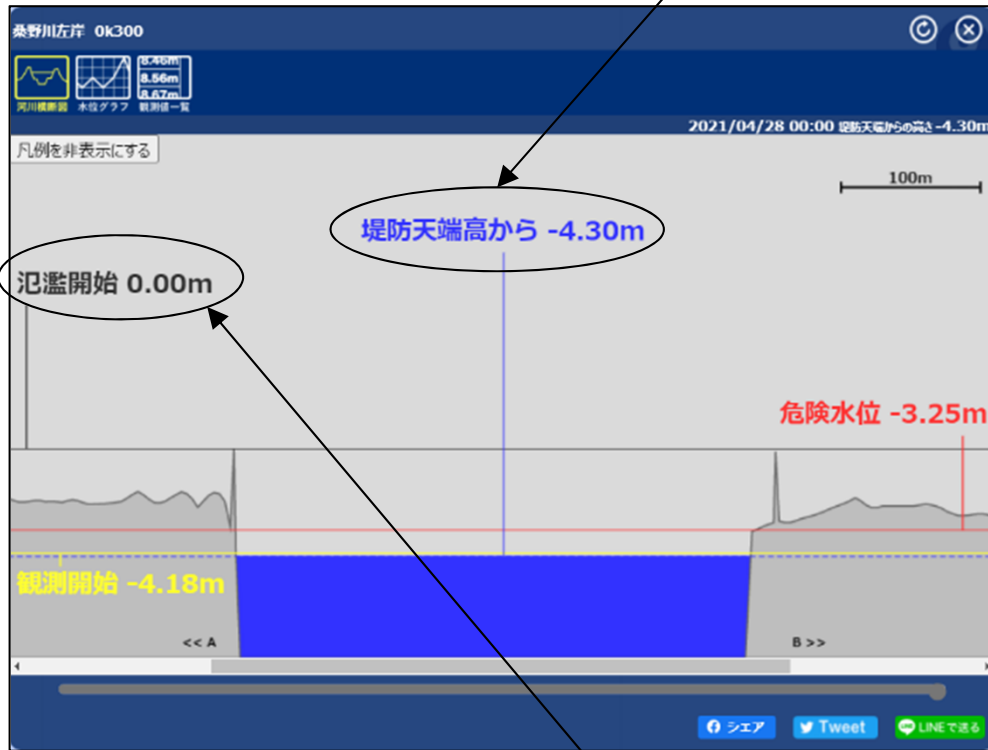 桑野川左岸 0k300
8.46m
8.56m
8.67m
河川横断図 水位グラフ 観測値一覧
2021/04/28 00:00 堤防天端からの高さ-4.30m
凡例を非表示にする
100m
堤防天端高から -4.30m
氾濫開始 0.00m
危険水位 -3.25m
観測開始 -4.18m
<< A
B >>
シェア
Tweet
LINEで送る